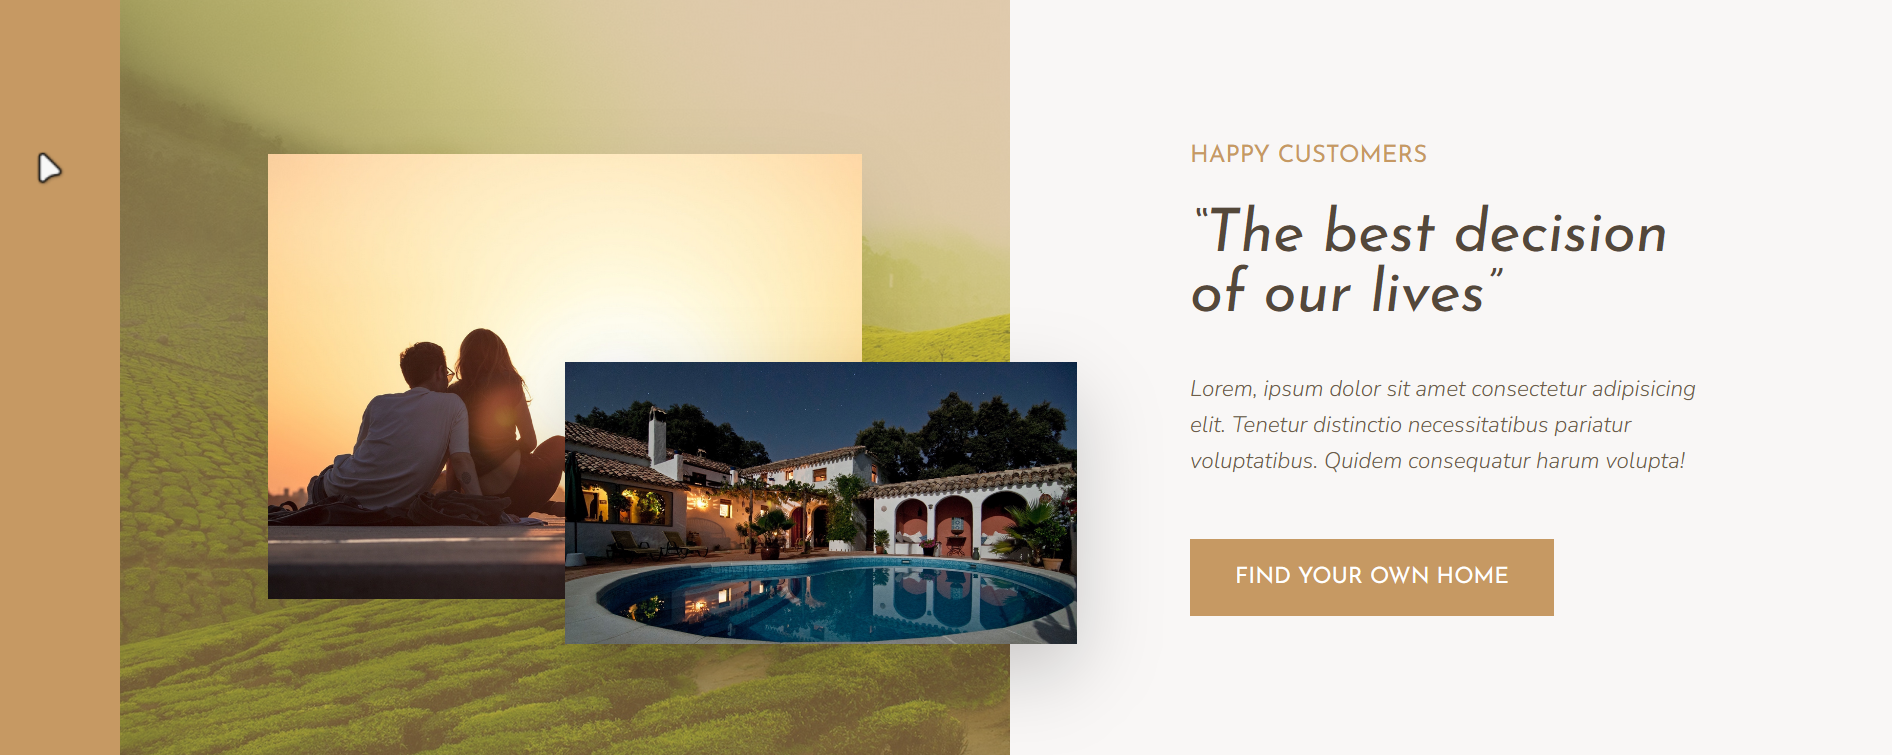 HAPPY CUSTOMERS
“The best decision
of our lives”
Lorem, ipsum dolor sit amet consectetur adipisicing
elit. Tenetur distinctio necessitatibus pariatur
voluptatibus. Quidem consequatur harum volupta!
FIND YOUR OWN HOME